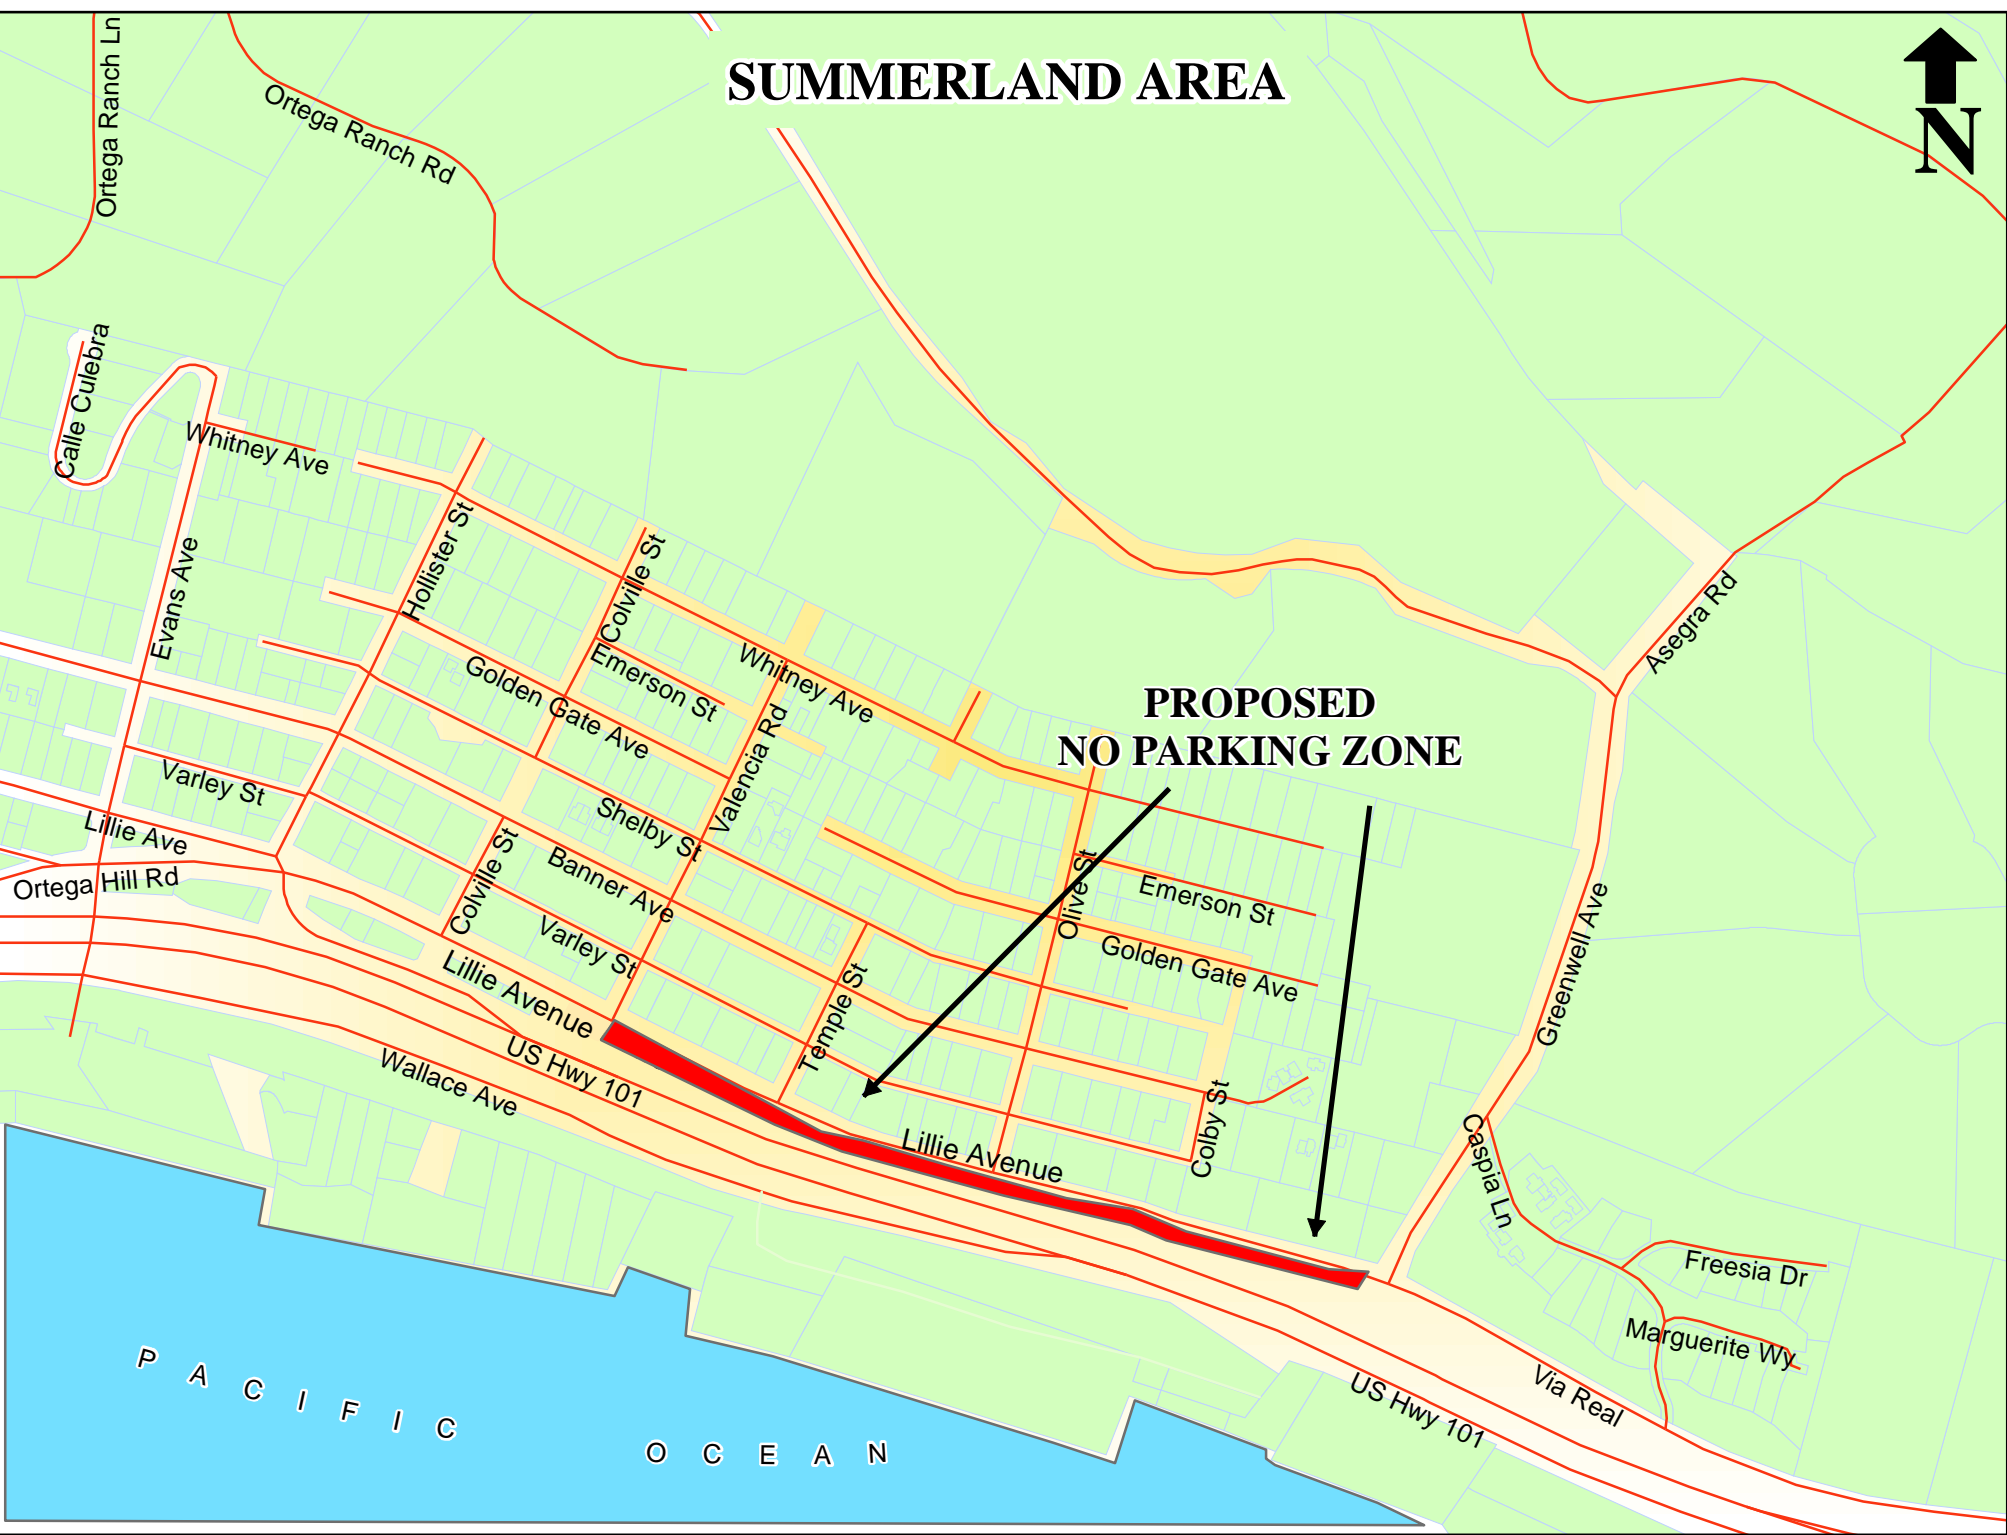 SUMMERLAND AREA
N
Ortega Ranch Ln
Ortega Ranch Rd
Calle Culebra
Whitney Ave
Evans Ave
Hollister St
Colville St
Emerson St
Golden Gate Ave
Whitney Ave
Valencia Rd
Asegra Rd
PROPOSED
NO PARKING ZONE
Varley St
Lillie Ave
Ortega Hill Rd
Shelby St
Banner Ave
Colville St
Varley St
Olive St
Emerson St
Golden Gate Ave
Greenwell Ave
Lillie Avenue
Temple St
US Hwy 101
Wallace Ave
Lillie Avenue
Colby St
Caspia Ln
Freesia Dr
Marguerite Wy
Via Real
US Hwy 101
PACIFIC
OCEAN